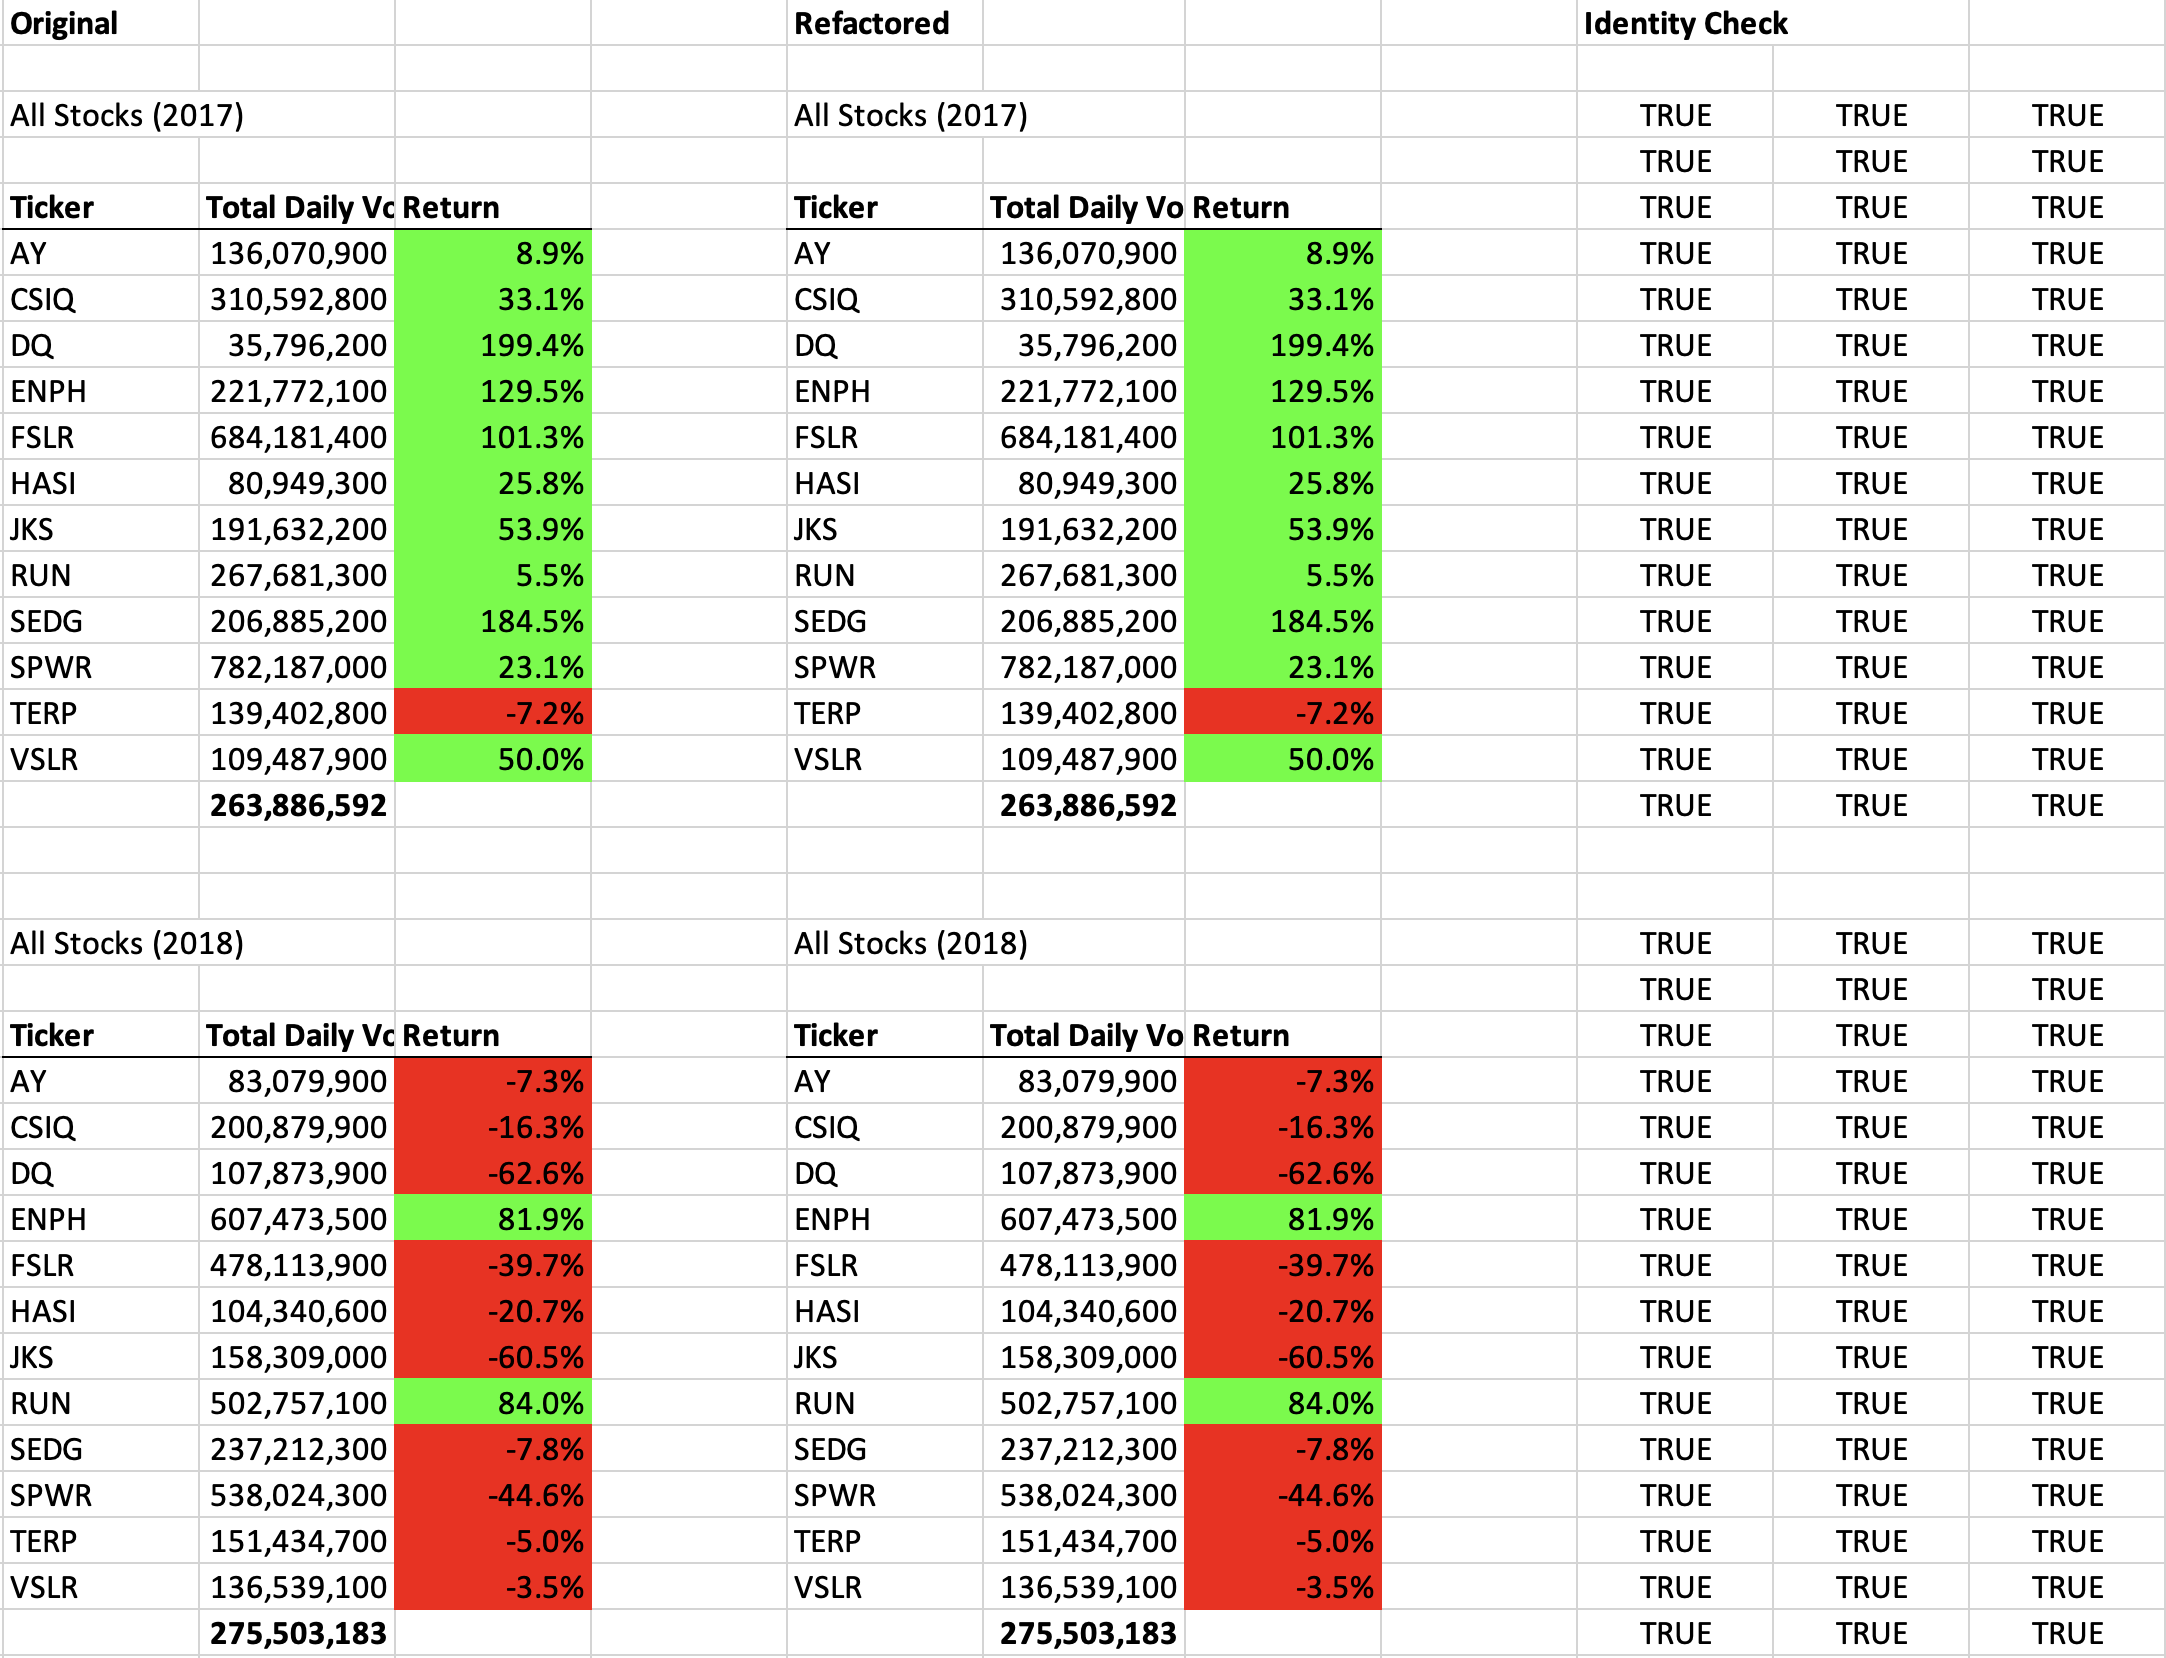 Original Refactored Identity Check
All Stocks (2017) All Stocks (2017) TRUE TRUE TRUE
TRUE TRUE TRUE
Ticker Total Daily Vo Return Ticker Total Daily Vo Return TRUE TRUE TRUE
AY 136,070,900 8.9% AY 136,070,900 8.9% TRUE TRUE TRUE
CSIQ 310,592,800 33.1% CSIQ 310,592,800 33.1% TRUE TRUE TRUE
DQ 35,796,200 199.4% DQ 35,796,200 199.4% TRUE TRUE TRUE
ENPH 221,772,100 129.5% ENPH 221,772,100 129.5% TRUE TRUE TRUE
FSLR 684,181,400 101.3% FSLR 684,181,400 101.3% TRUE TRUE TRUE
HASI 80,949,300 25.8% HASI 80,949,300 25.8% TRUE TRUE TRUE
JKS 191,632,200 53.9% JKS 191,632,200 53.9% TRUE TRUE TRUE
RUN 267,681,300 5.5% RUN 267,681,300 5.5% TRUE TRUE TRUE
SEDG 206,885,200 184.5% SEDG 206,885,200 184.5% TRUE TRUE TRUE
SPWR 782,187,000 23.1% SPWR 782,187,000 23.1% TRUE TRUE TRUE
TERP 139,402,800 -7.2% TERP 139,402,800 -7.2% TRUE TRUE TRUE
VSLR 109,487,900 50.0% VSLR 109,487,900 50.0% TRUE TRUE TRUE
263,886,592 263,886,592 TRUE TRUE TRUE
All Stocks (2018) All Stocks (2018) TRUE TRUE TRUE
TRUE TRUE TRUE
Ticker Total Daily Vo Return Ticker Total Daily Vo Return TRUE TRUE TRUE
AY 83,079,900 -7.3% AY 83,079,900 -7.3% TRUE TRUE TRUE
CSIQ 200,879,900 -16.3% CSIQ 200,879,900 -16.3% TRUE TRUE TRUE
DQ 107,873,900 -62.6% DQ 107,873,900 -62.6% TRUE TRUE TRUE
ENPH 607,473,500 81.9% ENPH 607,473,500 81.9% TRUE TRUE TRUE
FSLR 478,113,900 -39.7% FSLR 478,113,900 -39.7% TRUE TRUE TRUE
HASI 104,340,600 -20.7% HASI 104,340,600 -20.7% TRUE TRUE TRUE
JKS 158,309,000 -60.5% JKS 158,309,000 -60.5% TRUE TRUE TRUE
RUN 502,757,100 84.0% RUN 502,757,100 84.0% TRUE TRUE TRUE
SEDG 237,212,300 -7.8% SEDG 237,212,300 -7.8% TRUE TRUE TRUE
SPWR 538,024,300 -44.6% SPWR 538,024,300 -44.6% TRUE TRUE TRUE
TERP 151,434,700 -5.0% TERP 151,434,700 -5.0% TRUE TRUE TRUE
VSLR 136,539,100 -3.5% VSLR 136,539,100 -3.5% TRUE TRUE TRUE
275,503,183 275,503,183 TRUE TRUE TRUE